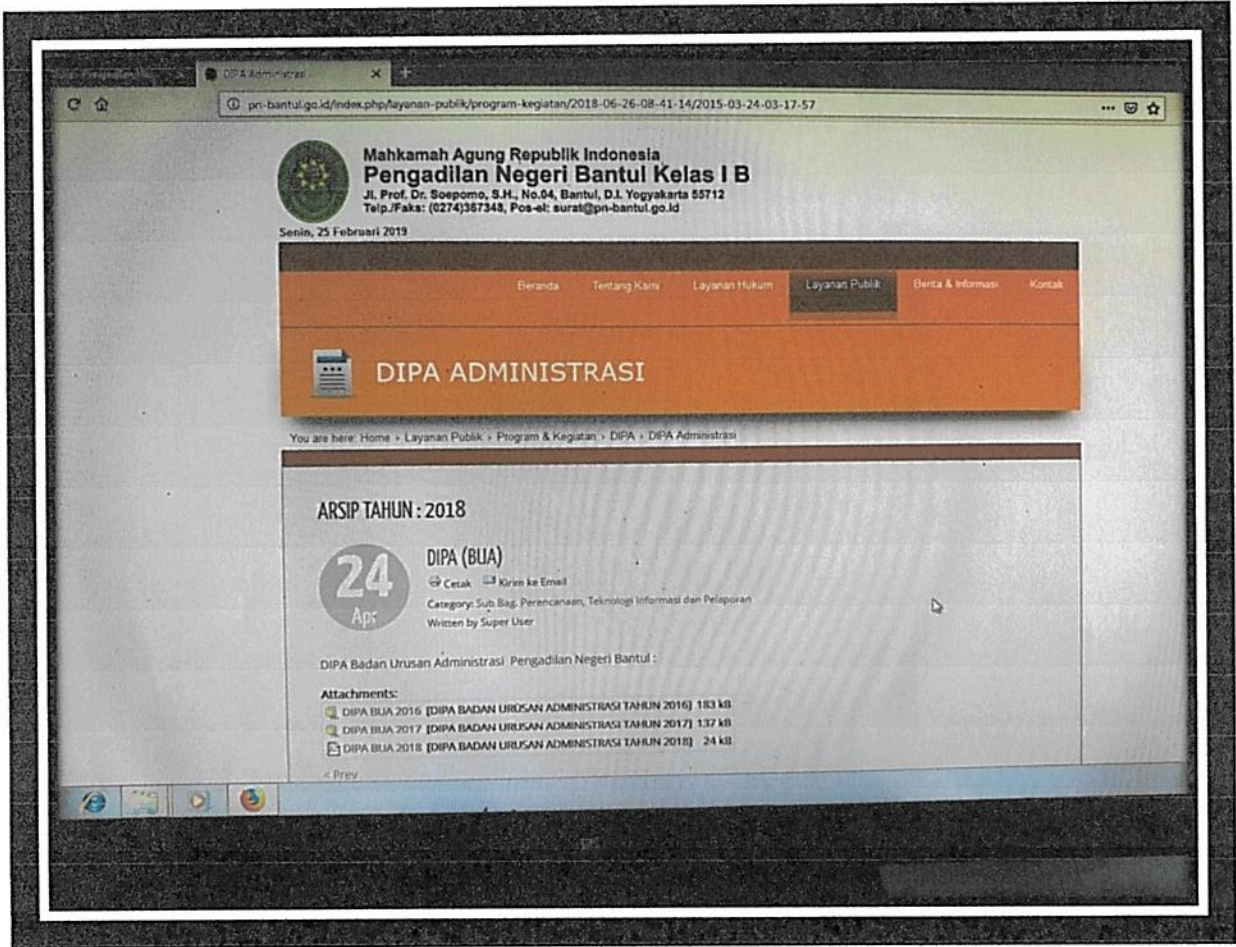 DIPA Administrasi
pn-bantul.go.id/index.php/layanan-publik/program-kegiatan/2018-06-26-08-41-14/2015-03-24-03-17-57
Mahkamah Agung Republik Indonesia
Pengadilan Negeri Bantul Kelas I B
Jl. Prof. Dr. Soepomo, S.H., No.04, Bantul, D.I. Yogyakarta 55712
Telp./Faks: (0274)367348, Pos-el: surat@pn-bantul.go.id
Senin, 25 Februari 2019
Beranda Tentang Kami Layanan Hukum Layanan Publik Berita & Informasi Kontak
DIPA ADMINISTRASI
You are here: Home › Layanan Publik › Program & Kegiatan › DIPA › DIPA Administrasi
ARSIP TAHUN : 2018
24
Apr
DIPA (BUA)
Cetak Kirim ke Email
Category: Sub Bag. Perencanaan, Teknologi Informasi dan Pelaporan
Written by Super User
DIPA Badan Urusan Administrasi Pengadilan Negeri Bantul :
Attachments:
DIPA BUA 2016 [DIPA BADAN URUSAN ADMINISTRASI TAHUN 2016] 183 kB
DIPA BUA 2017 [DIPA BADAN URUSAN ADMINISTRASI TAHUN 2017] 137 kB
DIPA BUA 2018 [DIPA BADAN URUSAN ADMINISTRASI TAHUN 2018] 24 kB
< Prev